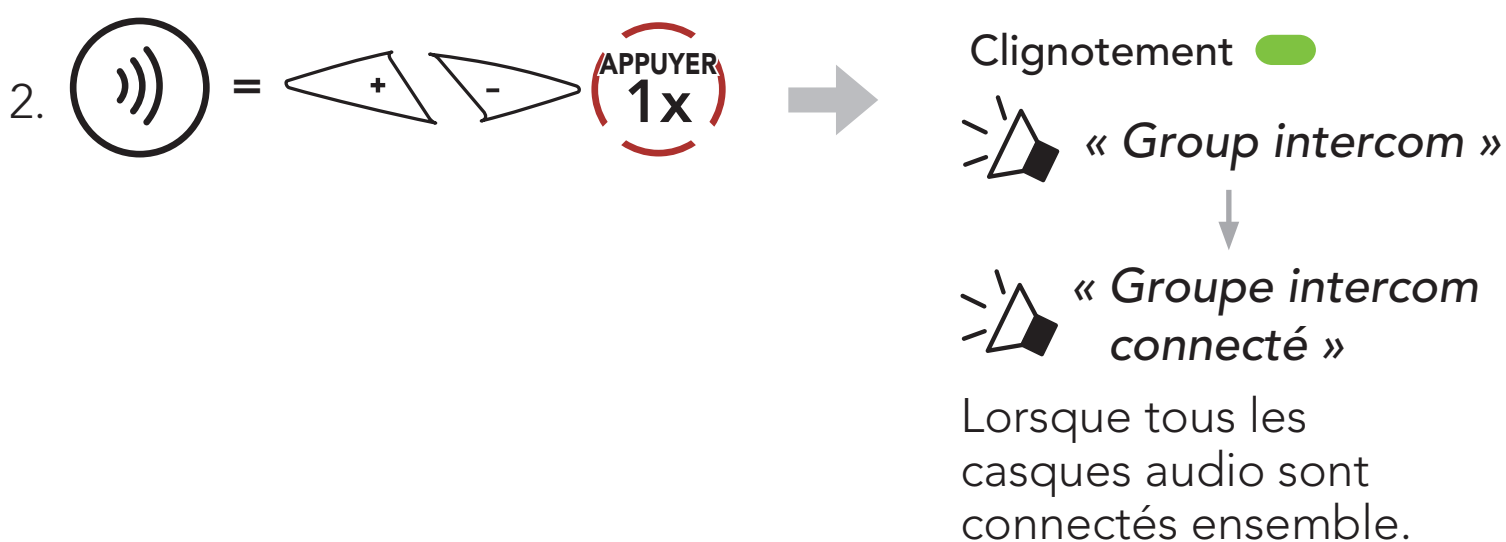 2.
=
+
-
APPUYER
1x
Clignotement
« Group intercom »
« Groupe intercom
connecté »
Lorsque tous les
casques audio sont
connectés ensemble.